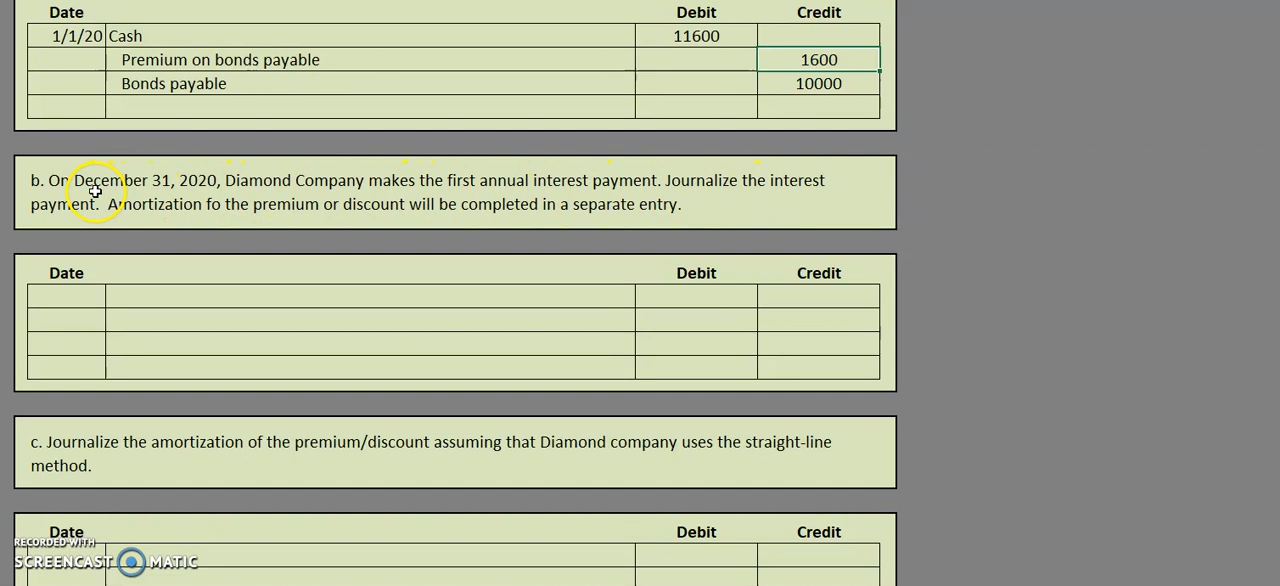 Date Debit Credit
1/1/20 Cash 11600
Premium on bonds payable 1600
Bonds payable 10000
b. On December 31, 2020, Diamond Company makes the first annual interest payment. Journalize the interest
payment. Amortization fo the premium or discount will be completed in a separate entry.
Date Debit Credit
c. Journalize the amortization of the premium/discount assuming that Diamond company uses the straight-line
method.
Date Debit Credit
RECORDED WITH
SCREENCAST MATIC